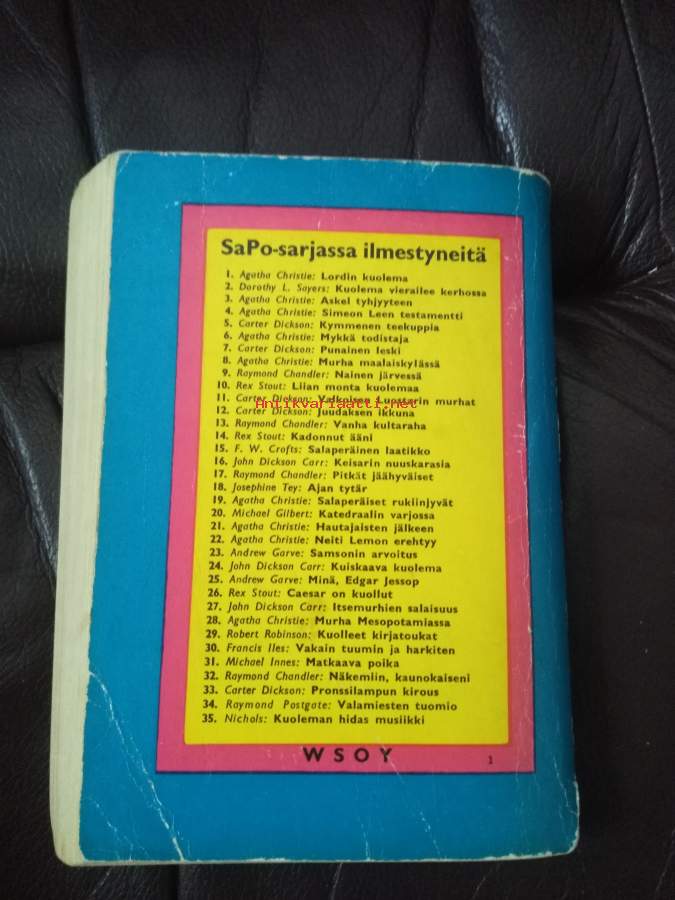 SaPo-sarjassa ilmestyneitä
1. Agatha Christie: Lordin kuolema
2. Dorothy L. Sayers: Kuolema vierailee kerhossa
3. Agatha Christie: Askel tyhjyyteen
4. Agatha Christie: Simeon Leen testamentti
5. Carter Dickson: Kymmenen teekuppia
6. Agatha Christie: Mykkä todistaja
7. Carter Dickson: Punainen leski
8. Agatha Christie: Murha maalaiskylässä
9. Raymond Chandler: Nainen järvessä
10. Rex Stout: Liian monta kuolemaa
11. Carter Dickson: Valkoisen Luostarin murhat
Antikvariaatti.net
12. Carter Dickson: Juudaksen ikkuna
13. Raymond Chandler: Vanha kultaraha
14. Rex Stout: Kadonnut ääni
15. F. W. Crofts: Salaperäinen laatikko
16. John Dickson Carr: Keisarin nuuskarasia
17. Raymond Chandler: Pitkät jäähyväiset
18. Josephine Tey: Ajan tytär
19. Agatha Christie: Salaperäiset rukiinjyvät
20. Michael Gilbert: Katedraalin varjossa
21. Agatha Christie: Hautajaisten jälkeen
22. Agatha Christie: Neiti Lemon erehtyy
23. Andrew Garve: Samsonin arvoitus
24. John Dickson Carr: Kuiskaava kuolema
25. Andrew Garve: Minä, Edgar Jessop
26. Rex Stout: Caesar on kuollut
27. John Dickson Carr: Itsemurhien salaisuus
28. Agatha Christie: Murha Mesopotamiassa
29. Robert Robinson: Kuolleet kirjatoukat
30. Francis Iles: Vakain tuumin ja harkiten
31. Michael Innes: Matkaava poika
32. Raymond Chandler: Näkemiin, kaunokaiseni
33. Carter Dickson: Pronssilampun kirous
34. Raymond Postgate: Valamiesten tuomio
35. Nichols: Kuoleman hidas musiikki
WSOY 1